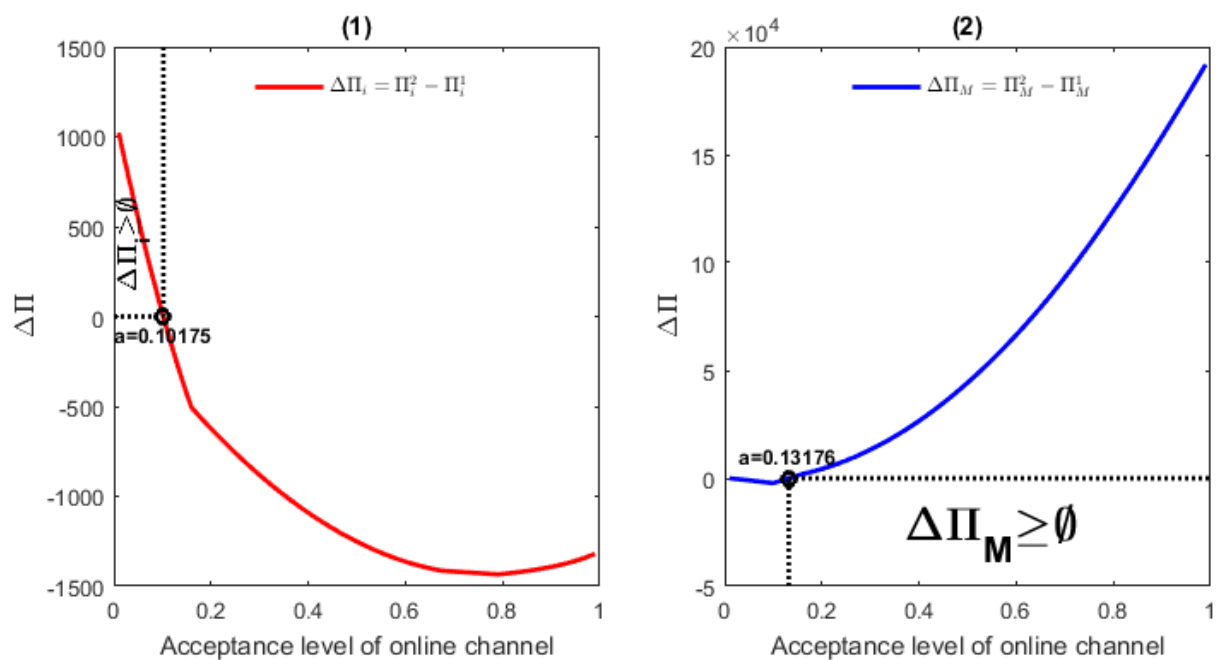 (1)
1500
1000
500
0
-500
-1000
-1500
ΔΠ
ΔΠ_i = Π_i^2 − Π_i^1
ΔΠ_i>∅
a=0.10175
0 0.2 0.4 0.6 0.8 1
Acceptance level of online channel
(2)
×10^4
20
15
10
5
0
-5
ΔΠ
ΔΠ_M = Π_M^2 − Π_M^1
a=0.13176
ΔΠ_M≥∅
0 0.2 0.4 0.6 0.8 1
Acceptance level of online channel